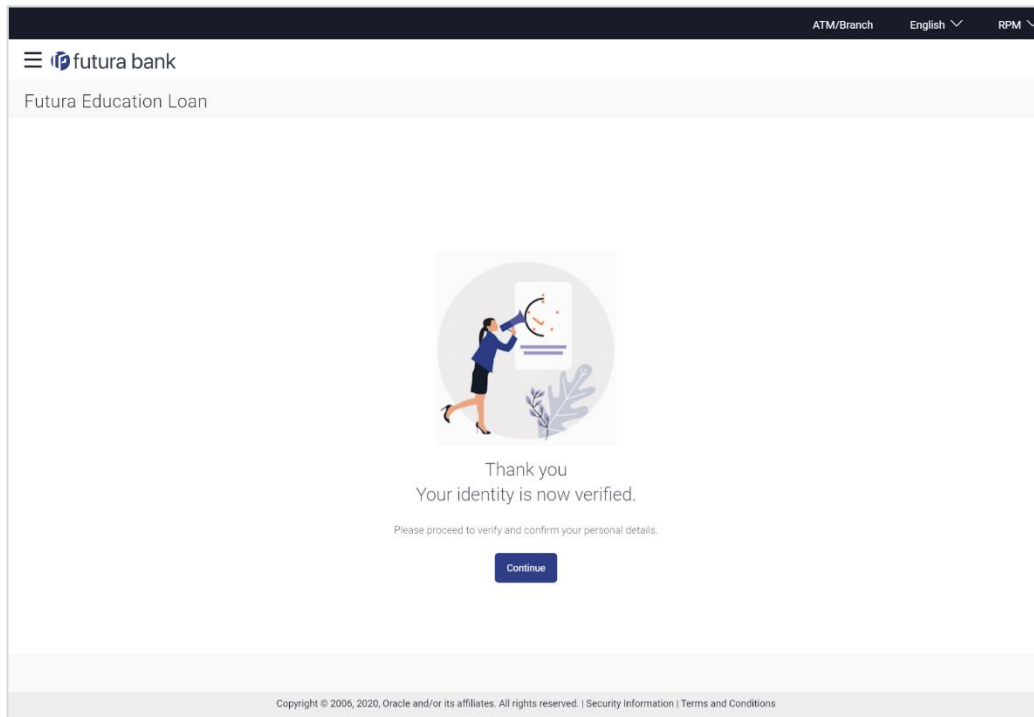 ATM/Branch English RPM
futura bank
Futura Education Loan
Thank you
Your identity is now verified.
Please proceed to verify and confirm your personal details.
Continue
Copyright © 2006, 2020, Oracle and/or its affiliates. All rights reserved. | Security Information | Terms and Conditions